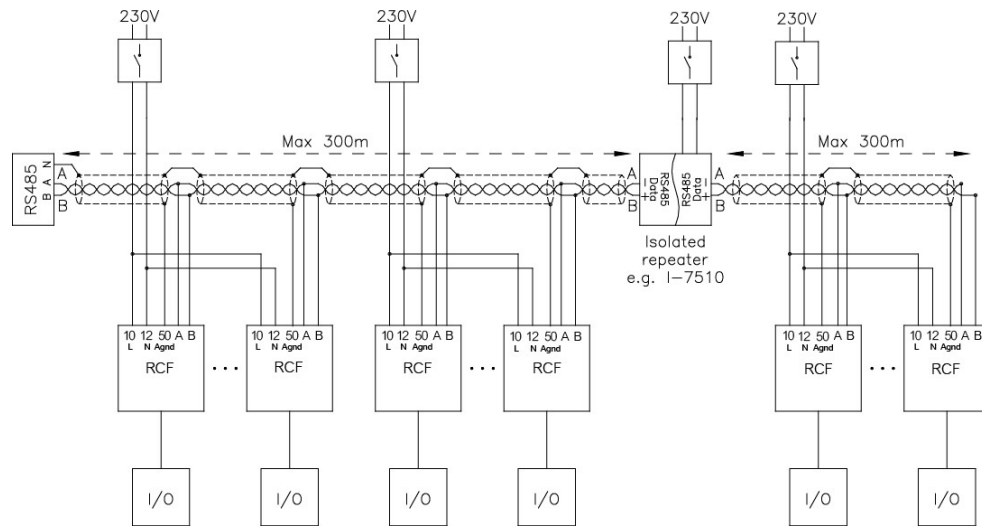 230V 230V 230V 230V
Max 300m Max 300m
RS485
N
A
B
A
B
A
B
Data
RS485
RS485
Data
A
B
Isolated
repeater
e.g. I-7510
10 12 50 A B 10 12 50 A B 10 12 50 A B 10 12 50 A B 10 12 50 A B 10 12 50 A B
L N Agnd L N Agnd L N Agnd L N Agnd L N Agnd L N Agnd
RCF ... RCF RCF ... RCF RCF ... RCF
I/O I/O I/O I/O I/O I/O